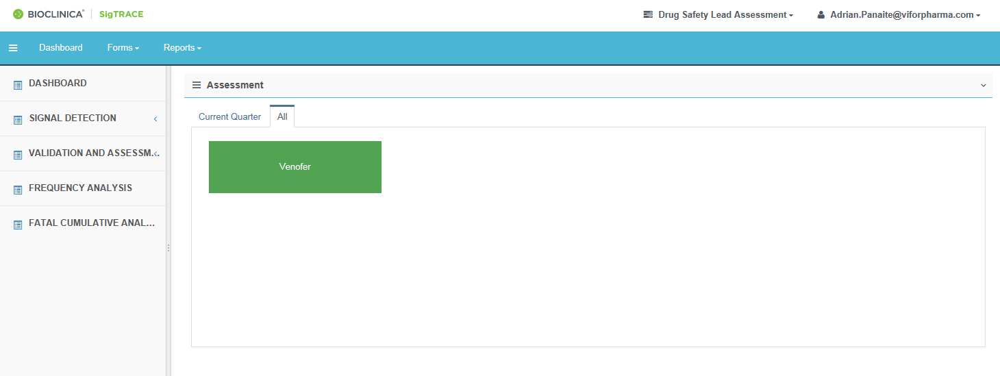 BIOCLINICA® SigTRACE
Drug Safety Lead Assessment
Adrian.Panaite@viforpharma.com
Dashboard Forms Reports
DASHBOARD
SIGNAL DETECTION
VALIDATION AND ASSESSM...
FREQUENCY ANALYSIS
FATAL CUMULATIVE ANAL...
Assessment
Current Quarter All
Venofer